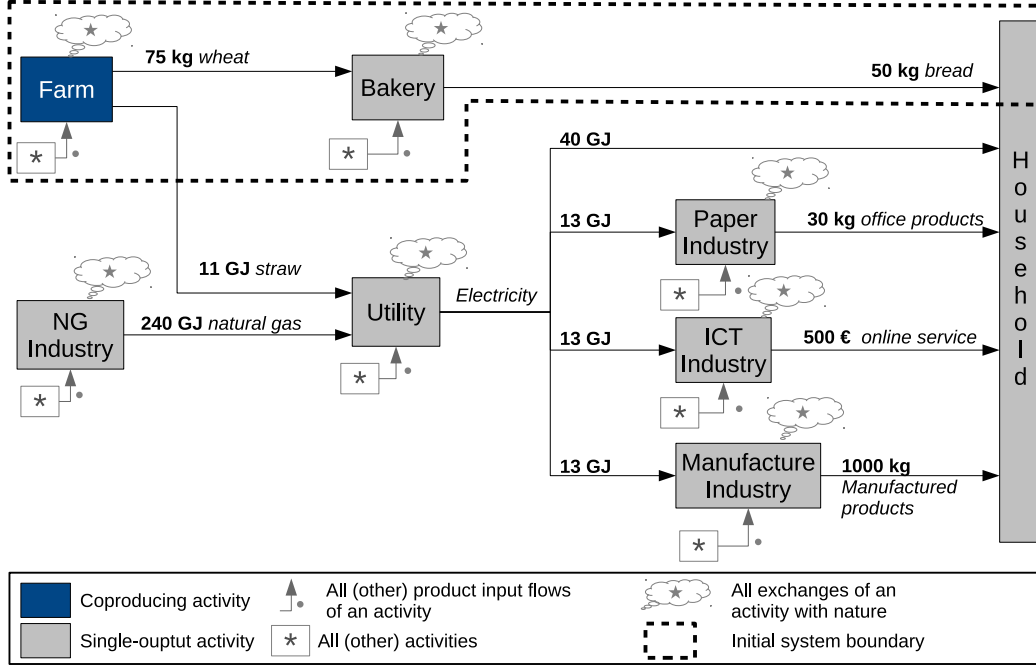 75 kg wheat
50 kg bread
Farm
Bakery
*
*
40 GJ
13 GJ
Paper
Industry
30 kg office products
11 GJ straw
*
Electricity
NG
Industry
240 GJ natural gas
Utility
13 GJ
ICT
Industry
500 € online service
*
*
*
13 GJ
Manufacture
Industry
1000 kg
Manufactured
products
*
H
o
u
s
e
h
o
l
d
Coproducing activity
All (other) product input flows
of an activity
All exchanges of an
activity with nature
Single-ouptut activity
*
All (other) activities
Initial system boundary